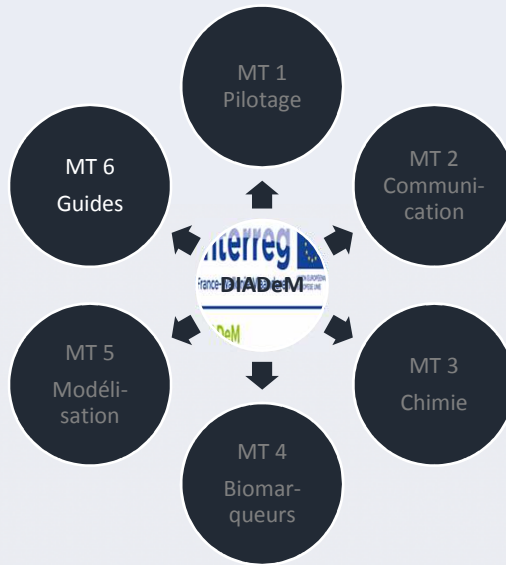 MT 1
Pilotage
MT 2
Communi-
cation
MT 3
Chimie
MT 4
Biomar-
queurs
MT 5
Modéli-
sation
MT 6
Guides
DIADeM